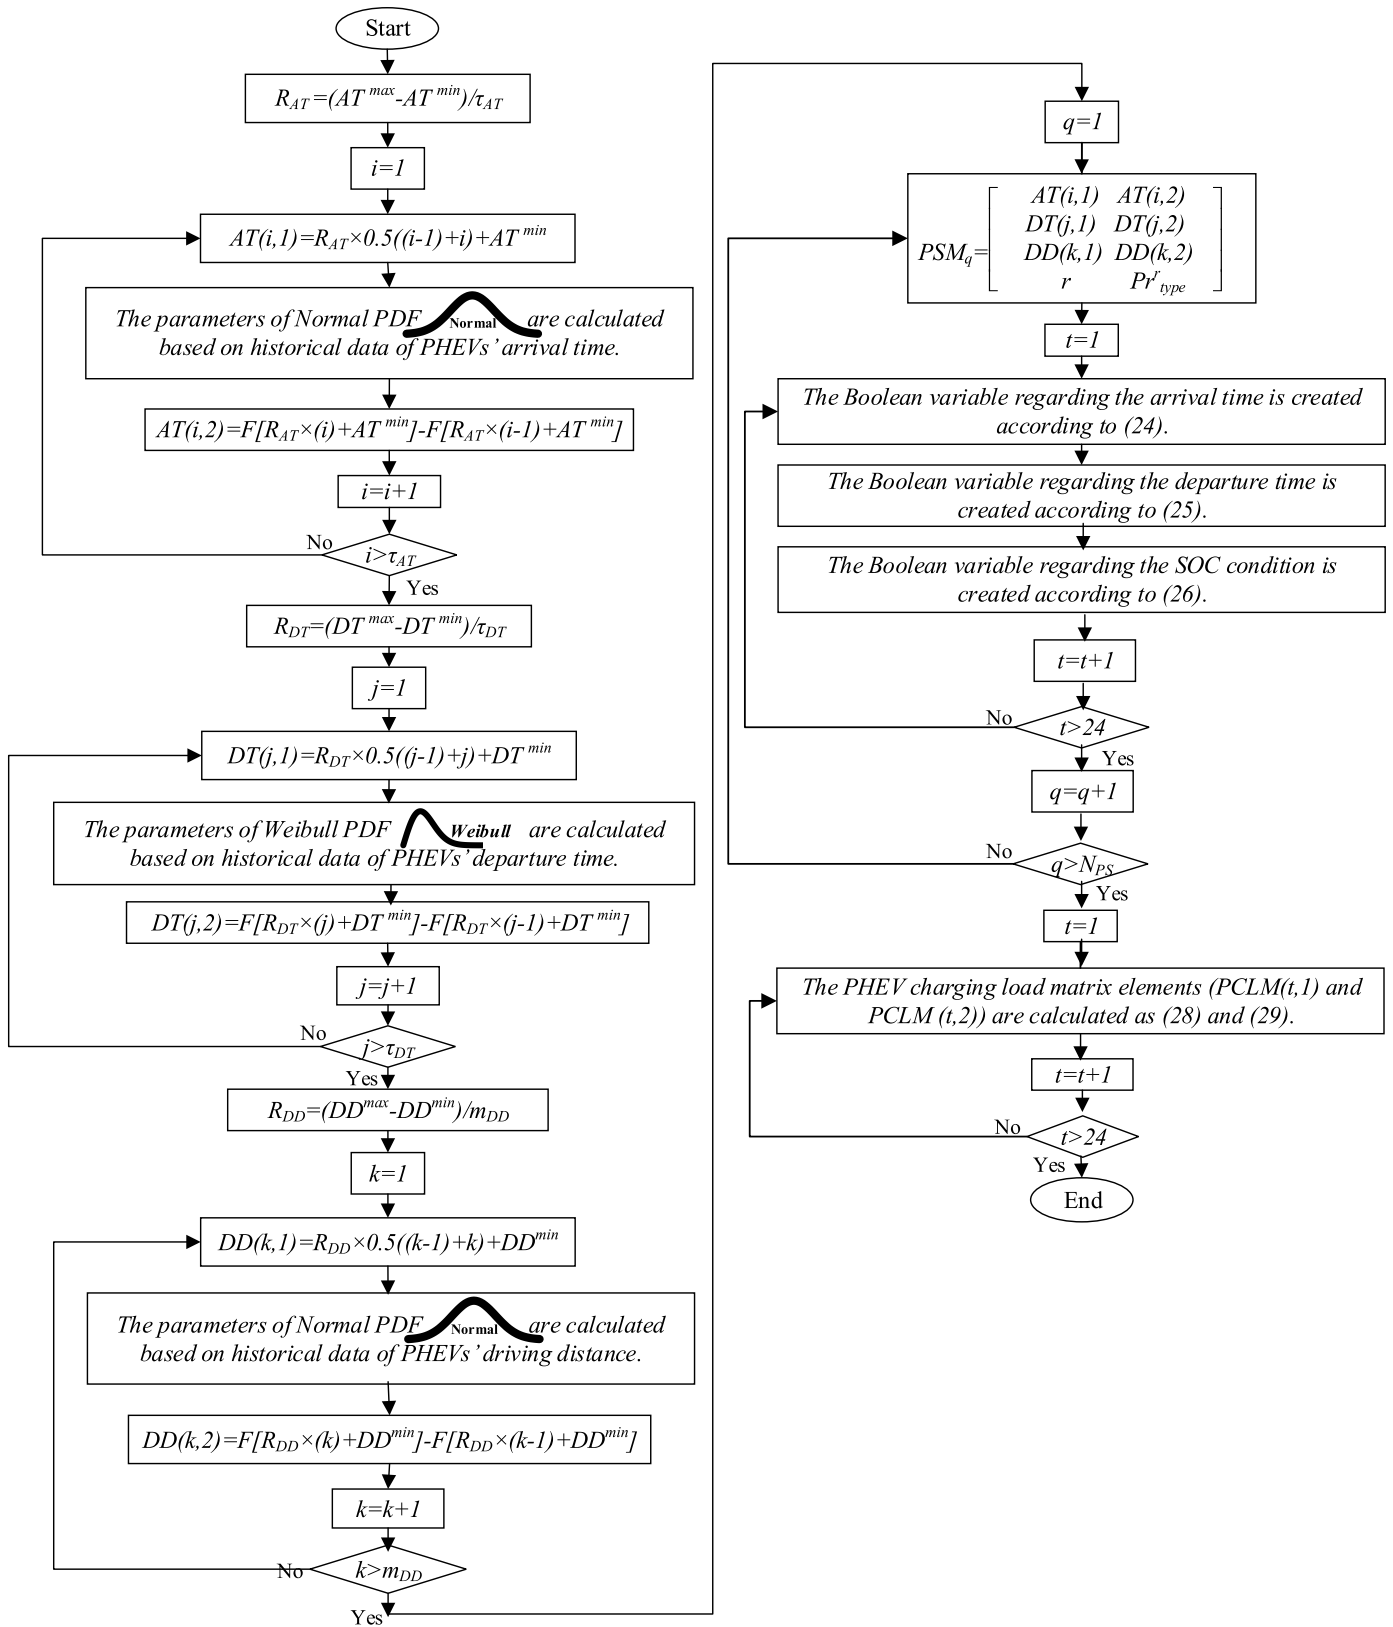 Start
R_AT=(AT^max-AT^min)/τ_AT
i=1
AT(i,1)=R_AT×0.5((i-1)+i)+AT^min
The parameters of Normal PDF Normal are calculated
based on historical data of PHEVs' arrival time.
AT(i,2)=F[R_AT×(i)+AT^min]-F[R_AT×(i-1)+AT^min]
i=i+1
No
i>τ_AT
Yes
R_DT=(DT^max-DT^min)/τ_DT
j=1
DT(j,1)=R_DT×0.5((j-1)+j)+DT^min
The parameters of Weibull PDF Weibull are calculated
based on historical data of PHEVs' departure time.
DT(j,2)=F[R_DT×(j)+DT^min]-F[R_DT×(j-1)+DT^min]
j=j+1
No
j>τ_DT
Yes
R_DD=(DD^max-DD^min)/m_DD
k=1
DD(k,1)=R_DD×0.5((k-1)+k)+DD^min
The parameters of Normal PDF Normal are calculated
based on historical data of PHEVs' driving distance.
DD(k,2)=F[R_DD×(k)+DD^min]-F[R_DD×(k-1)+DD^min]
k=k+1
No
k>m_DD
Yes
q=1
AT(i,1) AT(i,2)
DT(j,1) DT(j,2)
PSM_q= DD(k,1) DD(k,2)
r Pr^r_type
t=1
The Boolean variable regarding the arrival time is created
according to (24).
The Boolean variable regarding the departure time is
created according to (25).
The Boolean variable regarding the SOC condition is
created according to (26).
t=t+1
No
t>24
Yes
q=q+1
No
q>N_PS
Yes
t=1
The PHEV charging load matrix elements (PCLM(t,1) and
PCLM (t,2)) are calculated as (28) and (29).
t=t+1
No
t>24
Yes
End